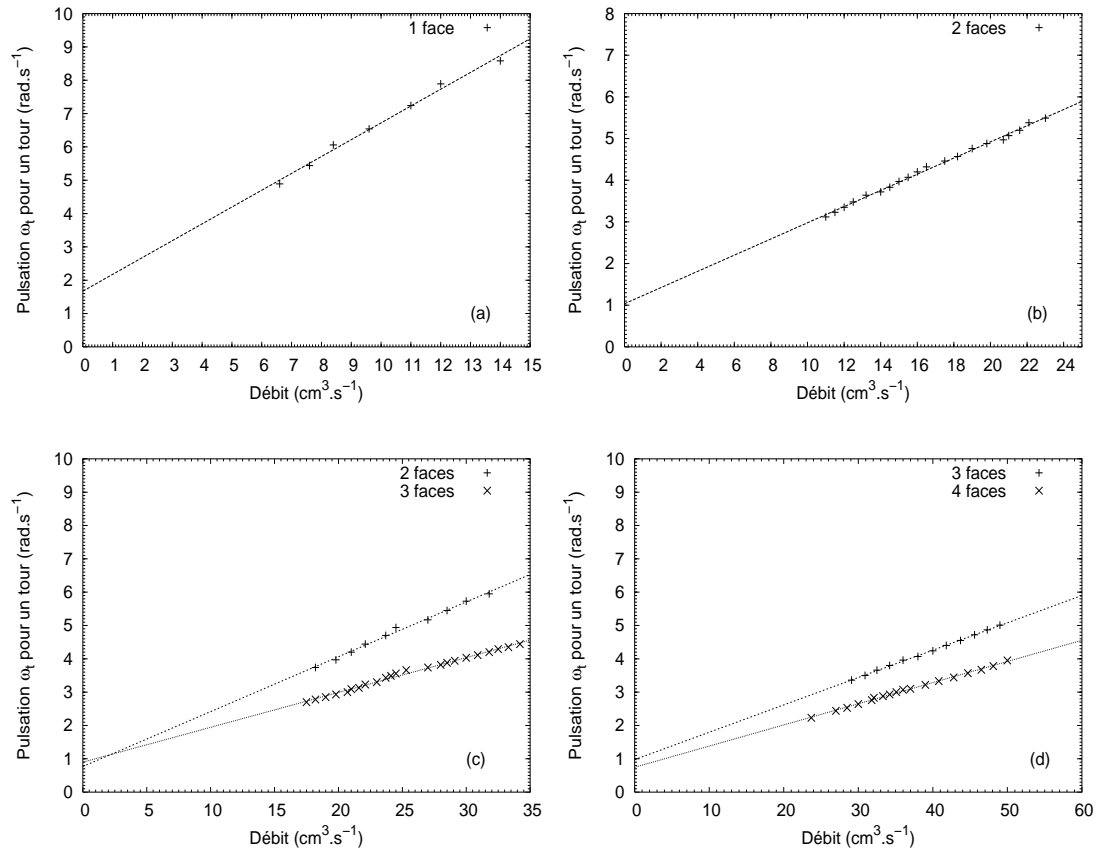 10
9
8
7
6
5
4
3
2
1
0
Pulsation ωt pour un tour (rad.s−1)
1 face
(a)
0 1 2 3 4 5 6 7 8 9 10 11 12 13 14 15
Débit (cm3.s−1)
8
7
6
5
4
3
2
1
0
Pulsation ωt pour un tour (rad.s−1)
2 faces
(b)
0 2 4 6 8 10 12 14 16 18 20 22 24
Débit (cm3.s−1)
10
9
8
7
6
5
4
3
2
1
0
Pulsation ωt pour un tour (rad.s−1)
2 faces
3 faces
(c)
0 5 10 15 20 25 30 35
Débit (cm3.s−1)
10
9
8
7
6
5
4
3
2
1
0
Pulsation ωt pour un tour (rad.s−1)
3 faces
4 faces
(d)
0 10 20 30 40 50 60
Débit (cm3.s−1)